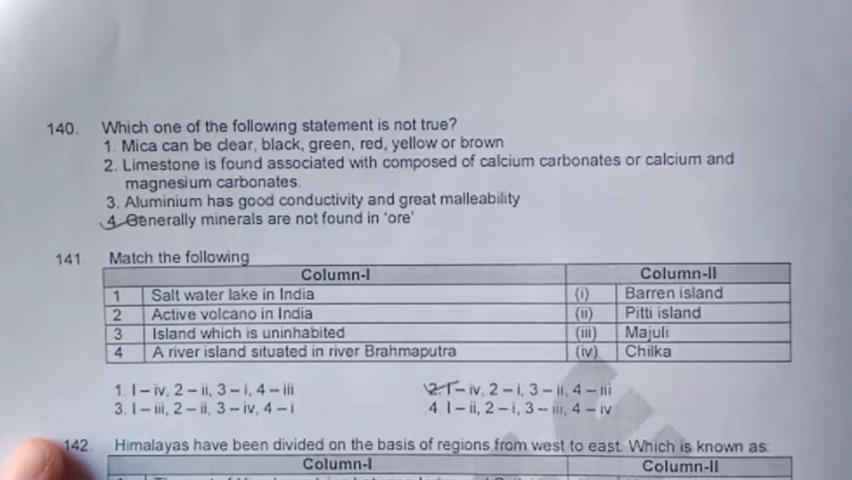 140. Which one of the following statement is not true?
1. Mica can be clear, black, green, red, yellow or brown
2. Limestone is found associated with composed of calcium carbonates or calcium and
magnesium carbonates.
3. Aluminium has good conductivity and great malleability
4. Generally minerals are not found in 'ore'
141 Match the following
Column-I Column-II
1 Salt water lake in India (i) Barren island
2 Active volcano in India (ii) Pitti island
3 Island which is uninhabited (iii) Majuli
4 A river island situated in river Brahmaputra (iv) Chilka
1. I – iv, 2 – ii, 3 – i, 4 – iii 2. I – iv, 2 – i, 3 – ii, 4 – iii
3. I – iii, 2 – ii, 3 – iv, 4 – i 4. I – ii, 2 – i, 3 – iii, 4 – iv
142. Himalayas have been divided on the basis of regions from west to east. Which is known as:
Column-I Column-II